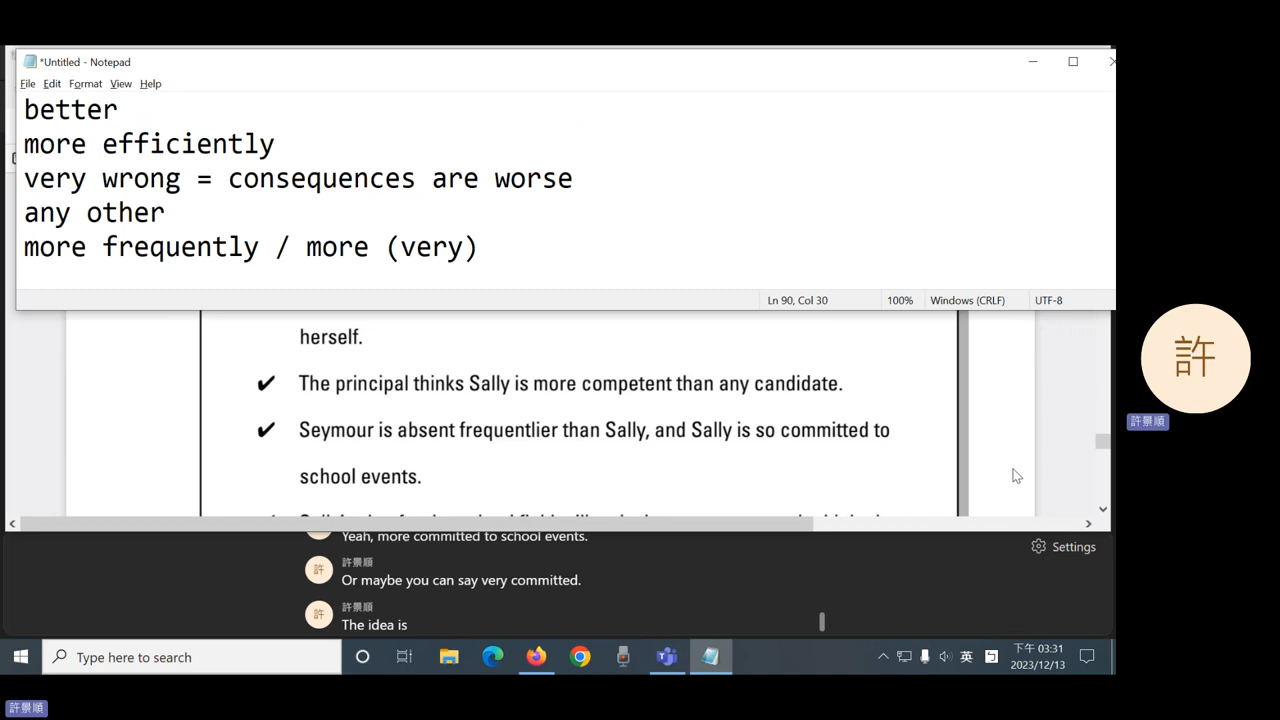 *Untitled - Notepad
File Edit Format View Help
better
more efficiently
very wrong = consequences are worse
any other
more frequently / more (very)
Ln 90, Col 30 100% Windows (CRLF) UTF-8
herself.
✔ The principal thinks Sally is more competent than any candidate.
✔ Seymour is absent frequentlier than Sally, and Sally is so committed to
school events.
許
許景順
Yeah, more committed to school events.
Settings
許 許景順
Or maybe you can say very committed.
許 許景順
The idea is
Type here to search
英
下午 03:31
2023/12/13
許景順